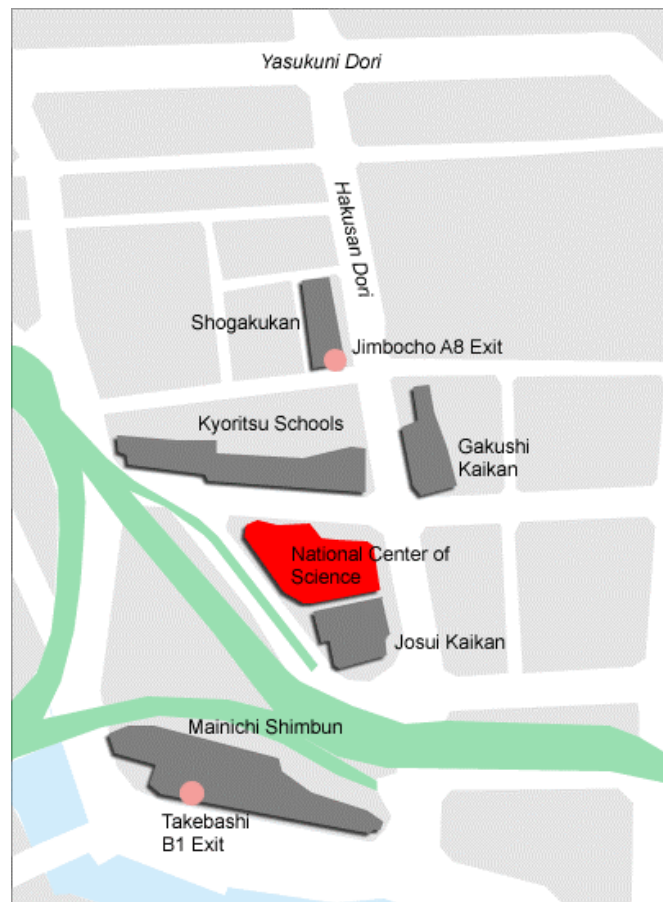 Yasukuni Dori
Hakusan Dori
Shogakukan
Jimbocho A8 Exit
Kyoritsu Schools
Gakushi
Kaikan
National Center of
Science
Josui Kaikan
Mainichi Shimbun
Takebashi
B1 Exit